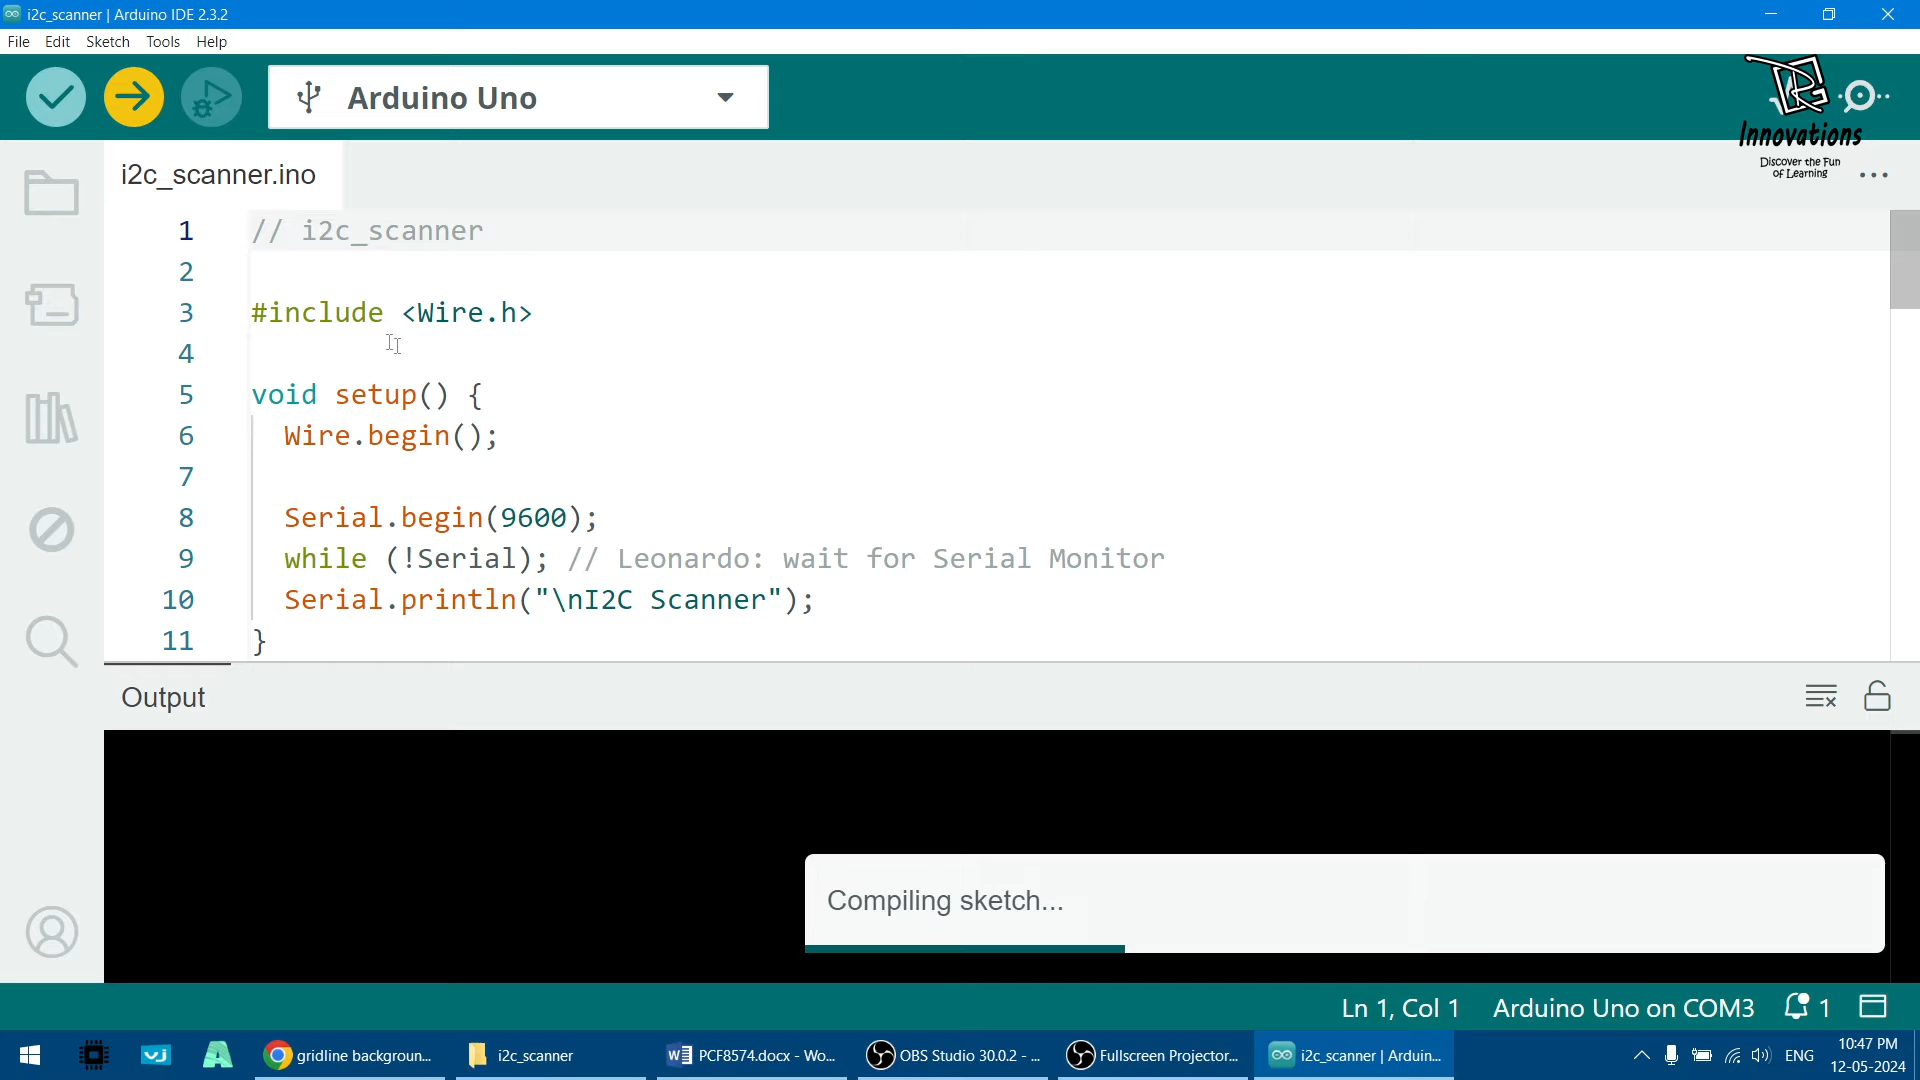 i2c_scanner | Arduino IDE 2.3.2
File Edit Sketch Tools Help
Arduino Uno
Innovations
Discover the Fun
of Learning
i2c_scanner.ino
1 // i2c_scanner
2
3 #include <Wire.h>
4
5 void setup() {
6 Wire.begin();
7
8 Serial.begin(9600);
9 while (!Serial); // Leonardo: wait for Serial Monitor
10 Serial.println("\nI2C Scanner");
11 }
Output
Compiling sketch...
Ln 1, Col 1 Arduino Uno on COM3 1
gridline backgroun... i2c_scanner PCF8574.docx - Wo... OBS Studio 30.0.2 - ... Fullscreen Projector... i2c_scanner | Arduin... ENG 10:47 PM
12-05-2024